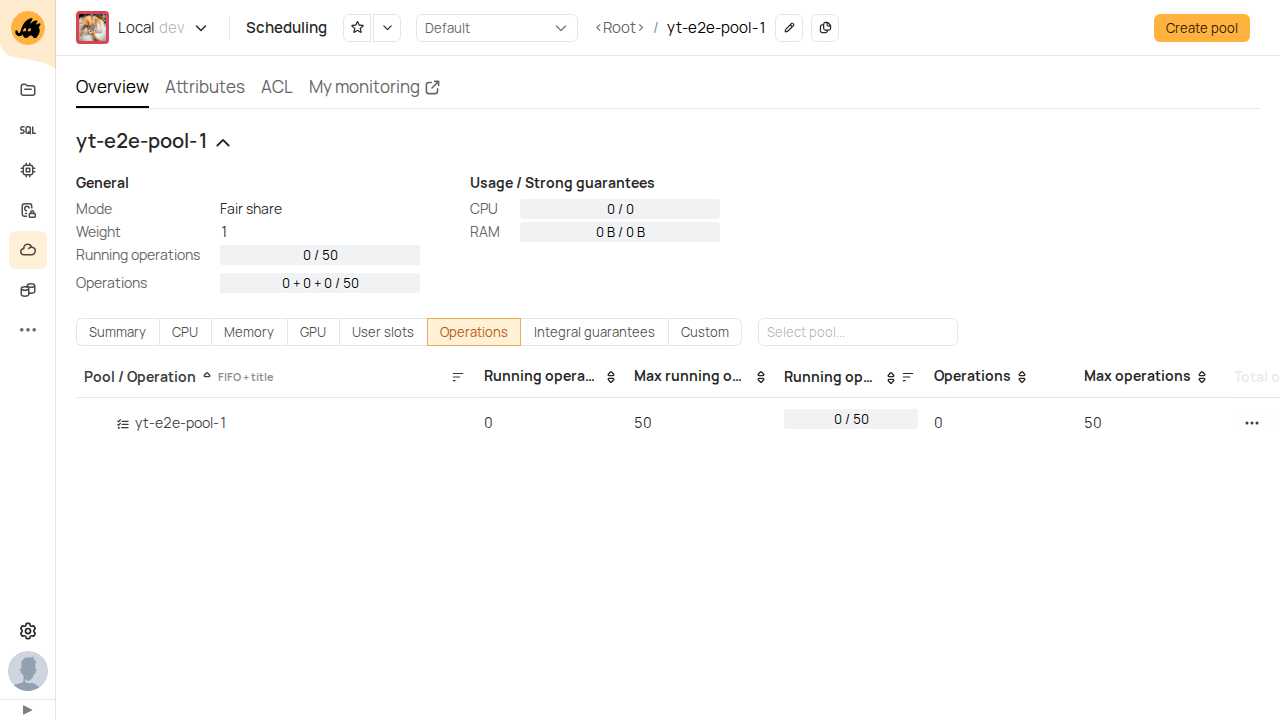 Local dev
Scheduling
Default
<Root> / yt-e2e-pool-1
Create pool
SQL
Overview
Attributes
ACL
My monitoring
yt-e2e-pool-1
General
Mode
Fair share
Weight
1
Running operations
0 / 50
Operations
0 + 0 + 0 / 50
Usage / Strong guarantees
CPU
0 / 0
RAM
0 B / 0 B
Summary
CPU
Memory
GPU
User slots
Operations
Integral guarantees
Custom
Select pool...
Pool / Operation
FIFO + title
Running opera...
Max running o...
Running op...
Operations
Max operations
Total o
yt-e2e-pool-1
0
50
0 / 50
0
50